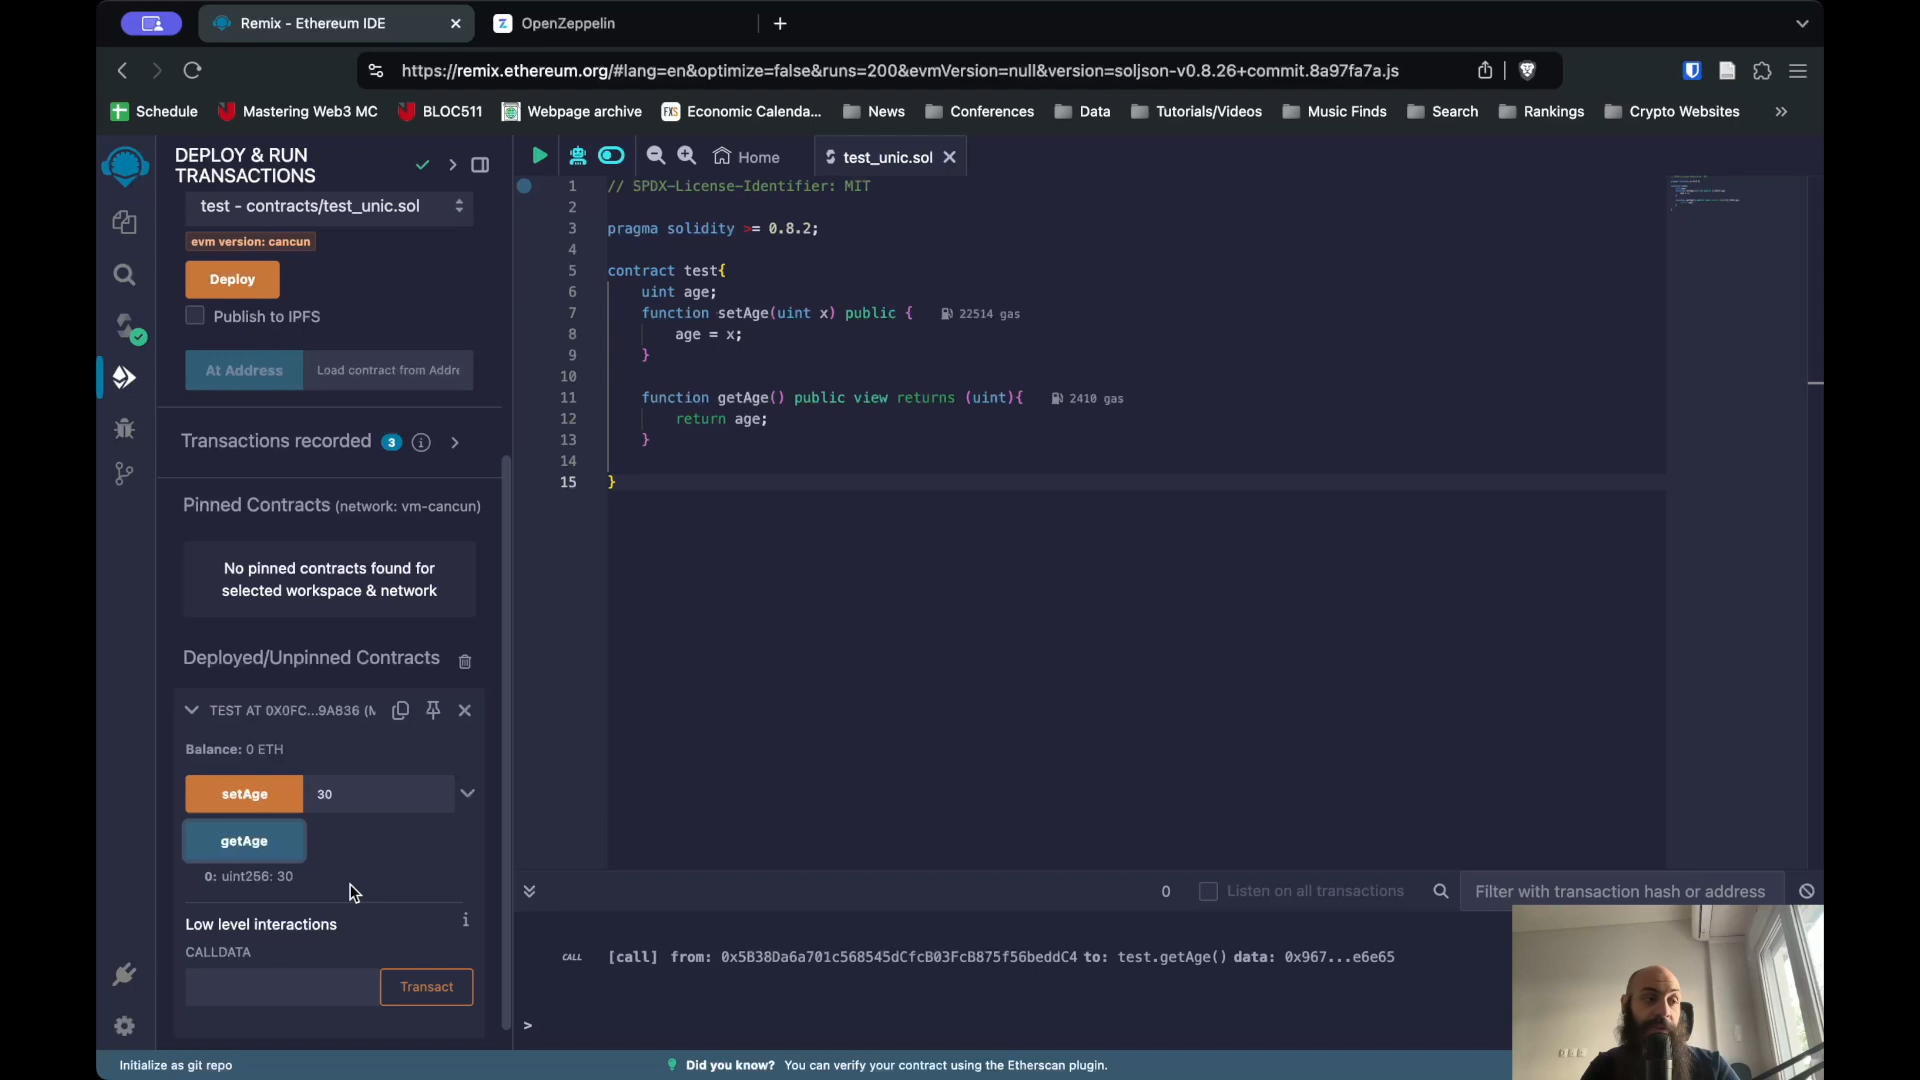 Remix - Ethereum IDE
OpenZeppelin
https://remix.ethereum.org/#lang=en&optimize=false&runs=200&evmVersion=null&version=soljson-v0.8.26+commit.8a97fa7a.js
Schedule
Mastering Web3 MC
BLOC511
Webpage archive
FXS Economic Calenda...
News
Conferences
Data
Tutorials/Videos
Music Finds
Search
Rankings
Crypto Websites
DEPLOY & RUN
TRANSACTIONS
test - contracts/test_unic.sol
evm version: cancun
Deploy
Publish to IPFS
At Address
Load contract from Addre
Transactions recorded 3 i
Pinned Contracts (network: vm-cancun)
No pinned contracts found for
selected workspace & network
Deployed/Unpinned Contracts
TEST AT 0X0FC...9A836 (M
Balance: 0 ETH
setAge 30
getAge
0: uint256: 30
Low level interactions i
CALLDATA
Transact
Home
test_unic.sol
1 // SPDX-License-Identifier: MIT
2
3 pragma solidity >= 0.8.2;
4
5 contract test{
6 uint age;
7 function setAge(uint x) public { 22514 gas
8 age = x;
9 }
10
11 function getAge() public view returns (uint){ 2410 gas
12 return age;
13 }
14
15 }
0 Listen on all transactions
Filter with transaction hash or address
CALL [call] from: 0x5B38Da6a701c568545dCfcB03FcB875f56beddC4 to: test.getAge() data: 0x967...e6e65
>
Initialize as git repo
Did you know? You can verify your contract using the Etherscan plugin.